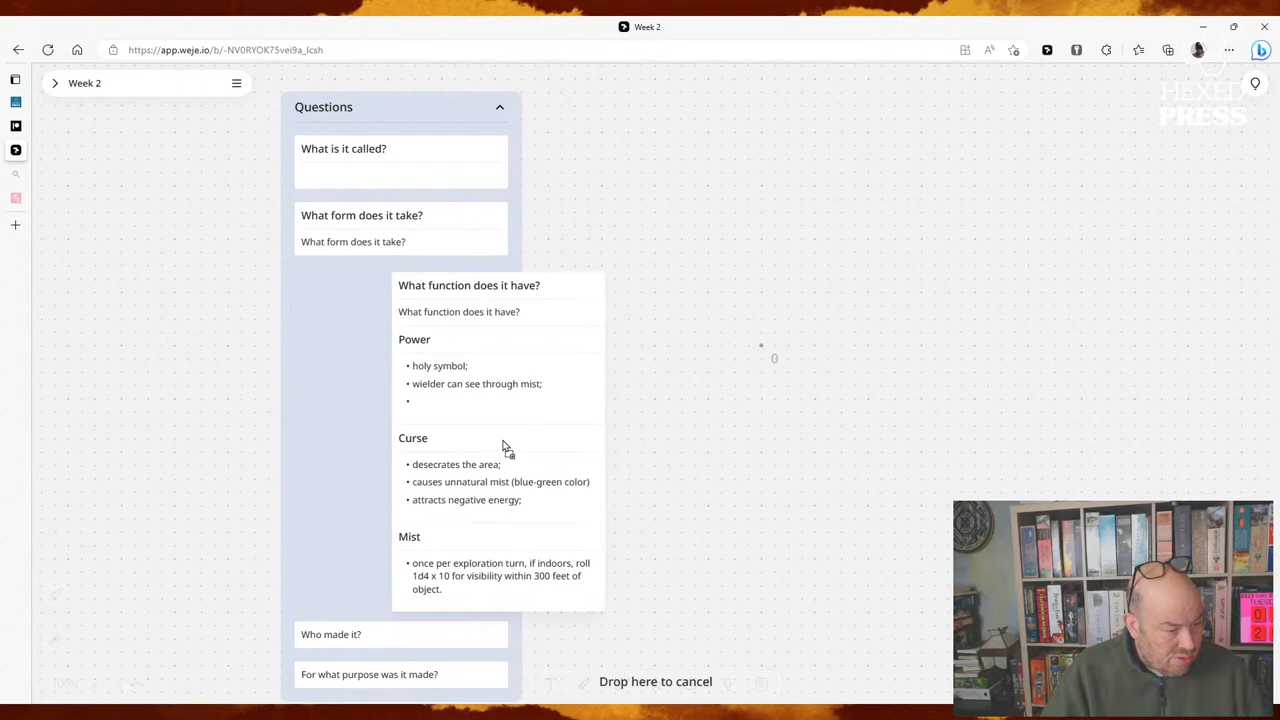 Week 2
https://app.weje.io/b/-NV0RYOK75vei9a_Icsh
Week 2
HEXED
PRESS
Questions
What is it called?
What form does it take?
What form does it take?
What function does it have?
What function does it have?
Power
• holy symbol;
• wielder can see through mist;
•
Curse
• desecrates the area;
• causes unnatural mist (blue-green color)
• attracts negative energy;
Mist
• once per exploration turn, if indoors, roll
1d4 x 10 for visibility within 300 feet of
object.
0
Who made it?
For what purpose was it made?
100%
Drop here to cancel